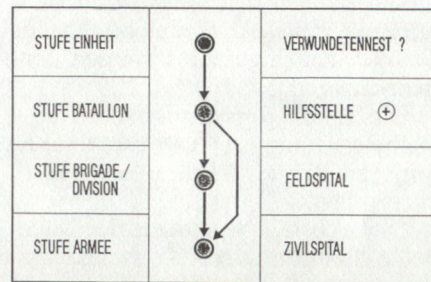 STUFE EINHEIT
VERWUNDETENNEST ?
STUFE BATAILLON
HILFSSTELLE
STUFE BRIGADE /
DIVISION
FELDSPITAL
STUFE ARMEE
ZIVILSPITAL